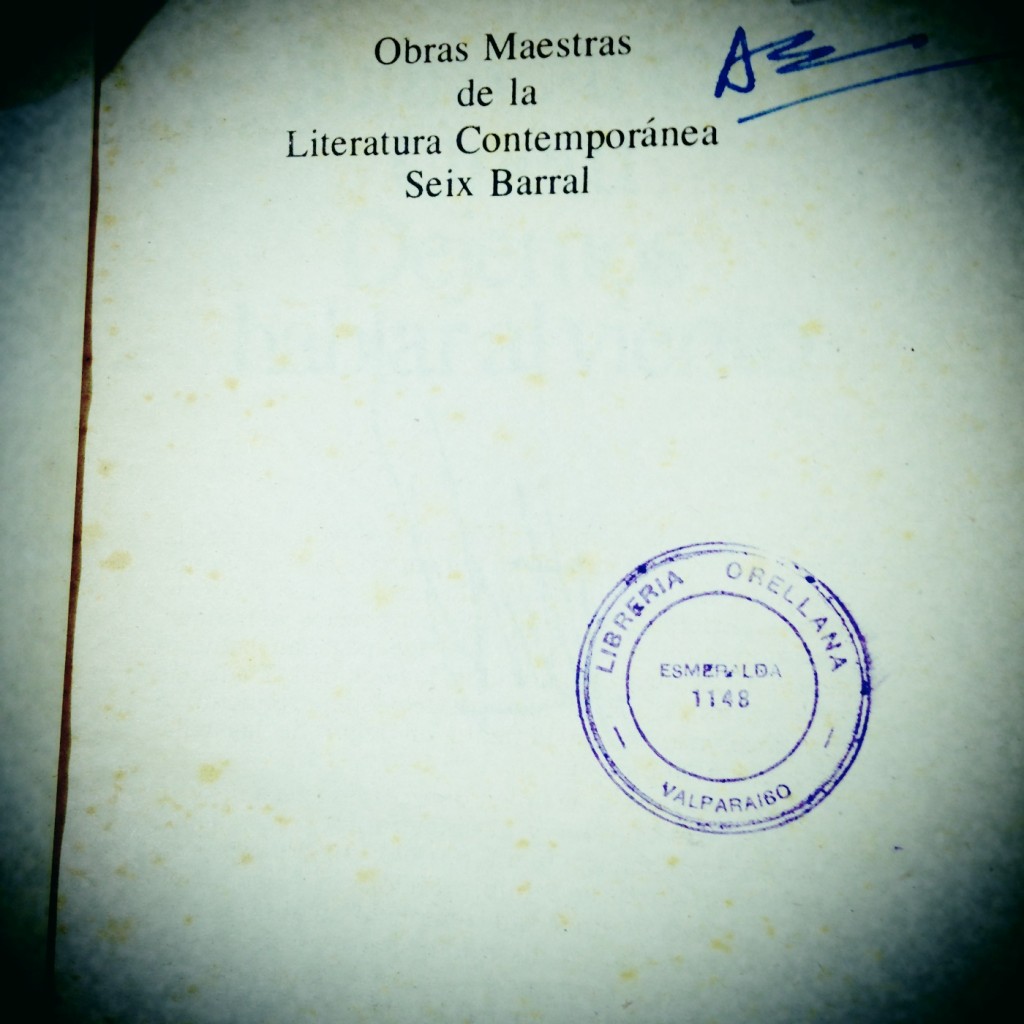 Obras Maestras
de la
Literatura Contemporánea
Seix Barral
LIBRERIA ORELLANA
ESMERALDA
1148
VALPARAISO